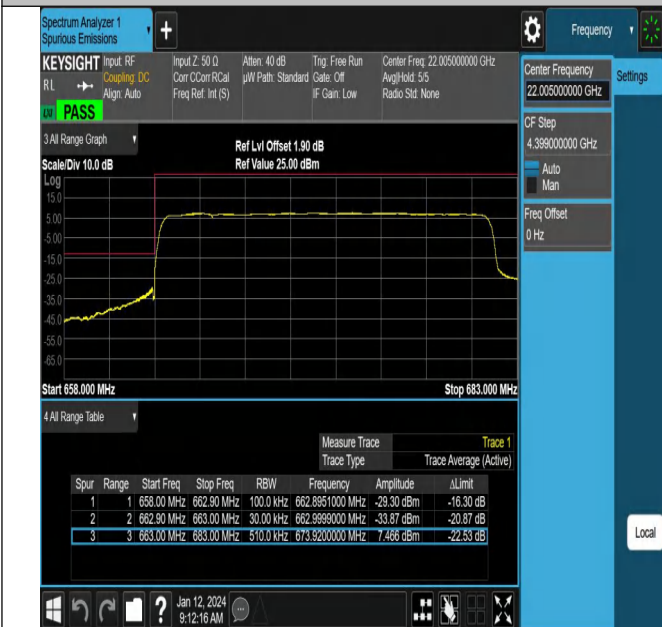 Spectrum Analyzer 1
Spurious Emissions
+
Frequency
KEYSIGHT Input: RF Input Z: 50 Ω Atten: 40 dB Trig: Free Run Center Freq: 22.005000000 GHz
RL Coupling: DC Corr CCorr RCal µW Path: Standard Gate: Off Avg|Hold: 5/5
Align: Auto Freq Ref: Int (S) IF Gain: Low Radio Std: None
PASS
Center Frequency
22.005000000 GHz
Settings
CF Step
4.399000000 GHz
Auto
Man
Freq Offset
0 Hz
3 All Range Graph
Ref Lvl Offset 1.90 dB
Scale/Div 10.0 dB Ref Value 25.00 dBm
Log
15.0
5.00
-5.00
-15.0
-25.0
-35.0
-45.0
-55.0
-65.0
Start 658.000 MHz Stop 683.000 MHz
4 All Range Table
Measure Trace Trace 1
Trace Type Trace Average (Active)
Spur Range Start Freq Stop Freq RBW Frequency Amplitude ΔLimit
1 1 658.00 MHz 662.90 MHz 100.0 kHz 662.8951000 MHz -29.30 dBm -16.30 dB
2 2 662.90 MHz 663.00 MHz 30.00 kHz 662.9999000 MHz -33.87 dBm -20.87 dB
3 3 663.00 MHz 683.00 MHz 510.0 kHz 673.9200000 MHz 7.466 dBm -22.53 dB
Local
? Jan 12, 2024
9:12:16 AM